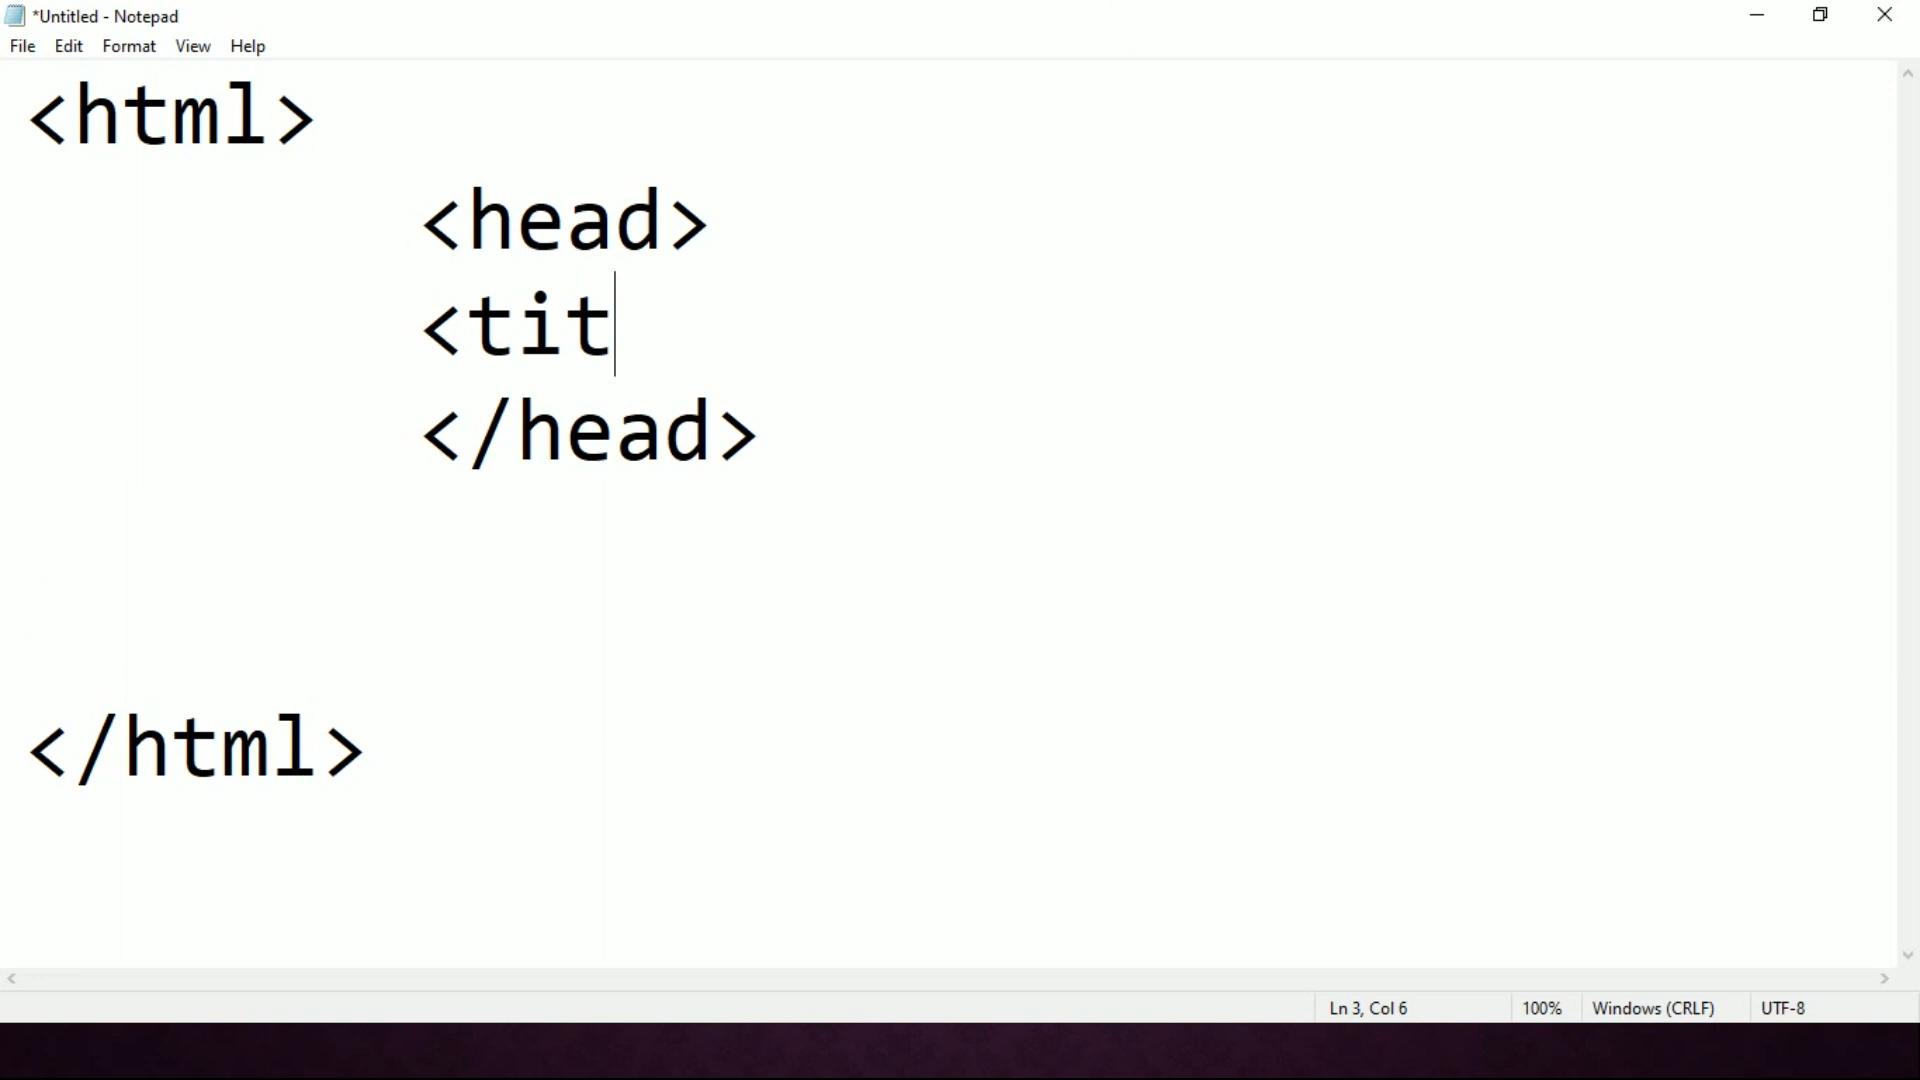 *Untitled - Notepad
File Edit Format View Help
<html>
<head>
<tit
</head>
</html>
Ln 3, Col 6 100% Windows (CRLF) UTF-8